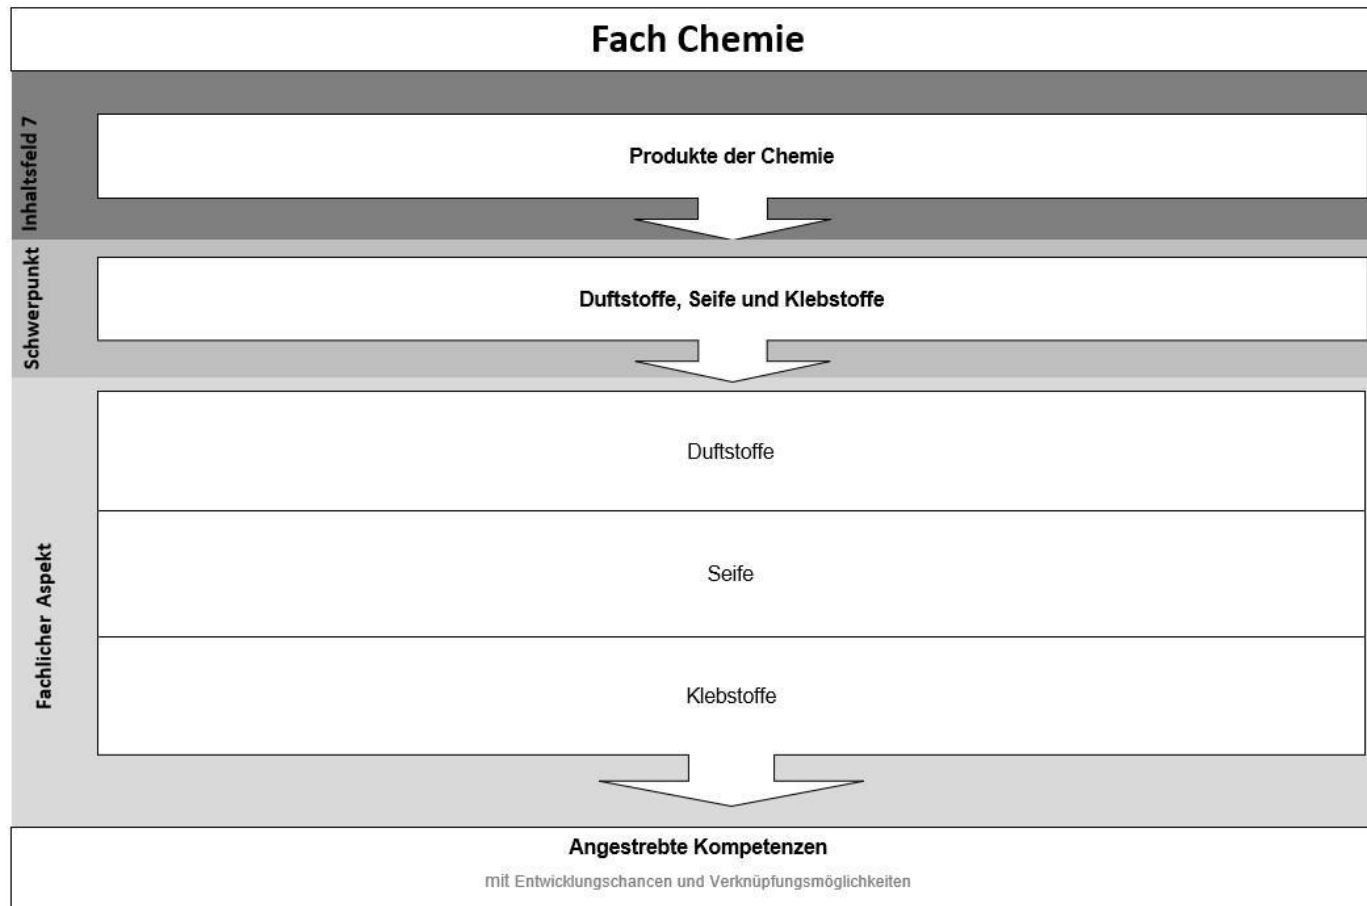 Fach Chemie
Inhaltsfeld 7
Produkte der Chemie
Schwerpunkt
Duftstoffe, Seife und Klebstoffe
Fachlicher Aspekt
Duftstoffe
Seife
Klebstoffe
Angestrebte Kompetenzen
mit Entwicklungschancen und Verknüpfungsmöglichkeiten